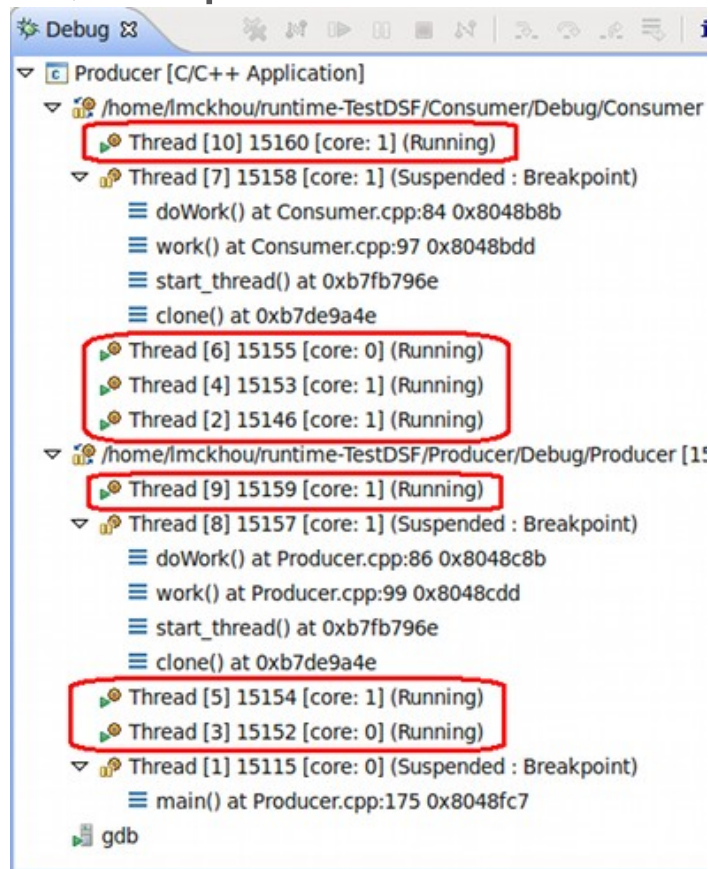 Debug
Producer [C/C++ Application]
/home/lmckhou/runtime-TestDSF/Consumer/Debug/Consumer
Thread [10] 15160 [core: 1] (Running)
Thread [7] 15158 [core: 1] (Suspended : Breakpoint)
doWork() at Consumer.cpp:84 0x8048b8b
work() at Consumer.cpp:97 0x8048bdd
start_thread() at 0xb7fb796e
clone() at 0xb7de9a4e
Thread [6] 15155 [core: 0] (Running)
Thread [4] 15153 [core: 1] (Running)
Thread [2] 15146 [core: 1] (Running)
/home/lmckhou/runtime-TestDSF/Producer/Debug/Producer [15
Thread [9] 15159 [core: 1] (Running)
Thread [8] 15157 [core: 1] (Suspended : Breakpoint)
doWork() at Producer.cpp:86 0x8048c8b
work() at Producer.cpp:99 0x8048cdd
start_thread() at 0xb7fb796e
clone() at 0xb7de9a4e
Thread [5] 15154 [core: 1] (Running)
Thread [3] 15152 [core: 0] (Running)
Thread [1] 15115 [core: 0] (Suspended : Breakpoint)
main() at Producer.cpp:175 0x8048fc7
gdb